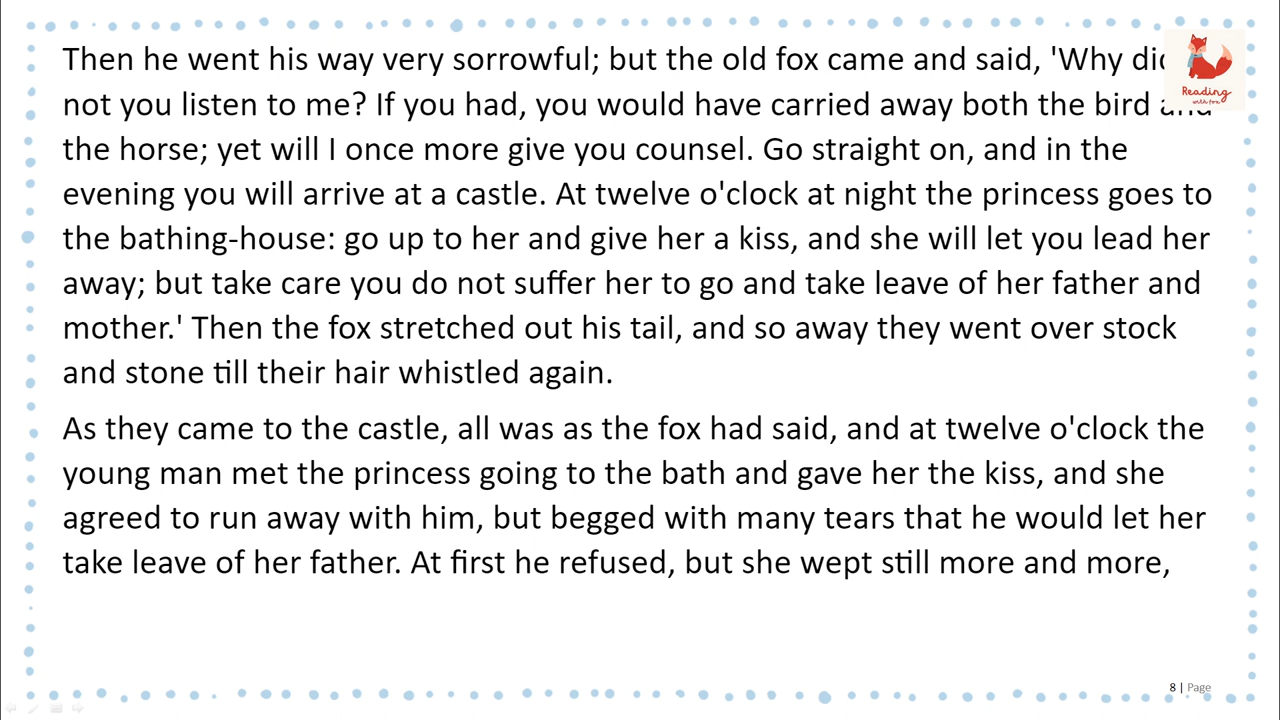 Then he went his way very sorrowful; but the old fox came and said, 'Why did
not you listen to me? If you had, you would have carried away both the bird and
the horse; yet will I once more give you counsel. Go straight on, and in the
evening you will arrive at a castle. At twelve o'clock at night the princess goes to
the bathing-house: go up to her and give her a kiss, and she will let you lead her
away; but take care you do not suffer her to go and take leave of her father and
mother.' Then the fox stretched out his tail, and so away they went over stock
and stone till their hair whistled again.
As they came to the castle, all was as the fox had said, and at twelve o'clock the
young man met the princess going to the bath and gave her the kiss, and she
agreed to run away with him, but begged with many tears that he would let her
take leave of her father. At first he refused, but she wept still more and more,
Reading
with fox
8 | Page